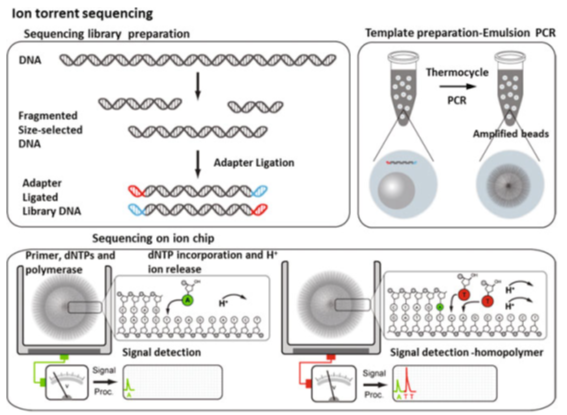 Ion torrent sequencing
Sequencing library preparation
DNA
Fragmented
Size-selected
DNA
Adapter Ligation
Adapter
Ligated
Library DNA
Template preparation-Emulsion PCR
Thermocycle
PCR
Amplified beads
Sequencing on ion chip
Primer, dNTPs and
polymerase
dNTP incorporation and H⁺
ion release
A
H⁺
Signal detection
V
Signal
Proc.
A
A
T
T
H⁺
H⁺
Signal detection -homopolymer
V
Signal
Proc.
A T T